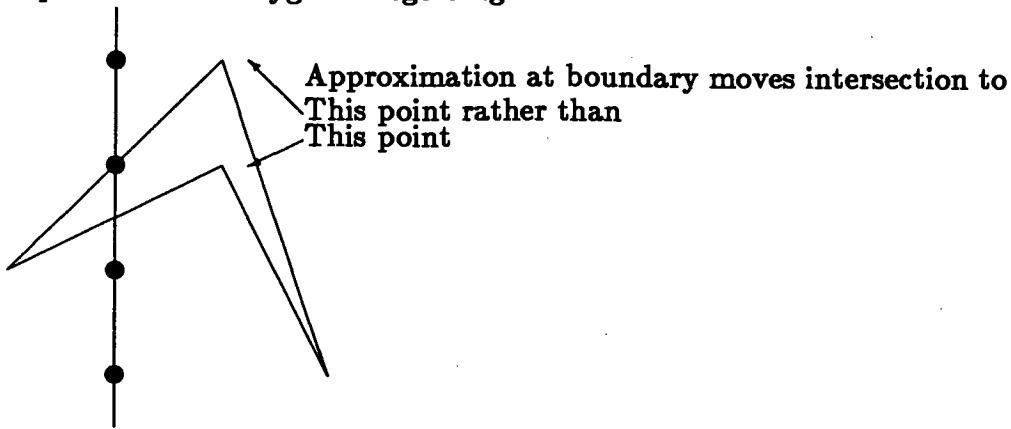 Approximation at boundary moves intersection to
This point rather than
This point